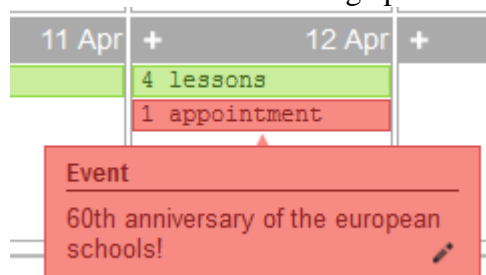 11 Apr + 12 Apr +
4 lessons
1 appointment
Event
60th anniversary of the european
schools!